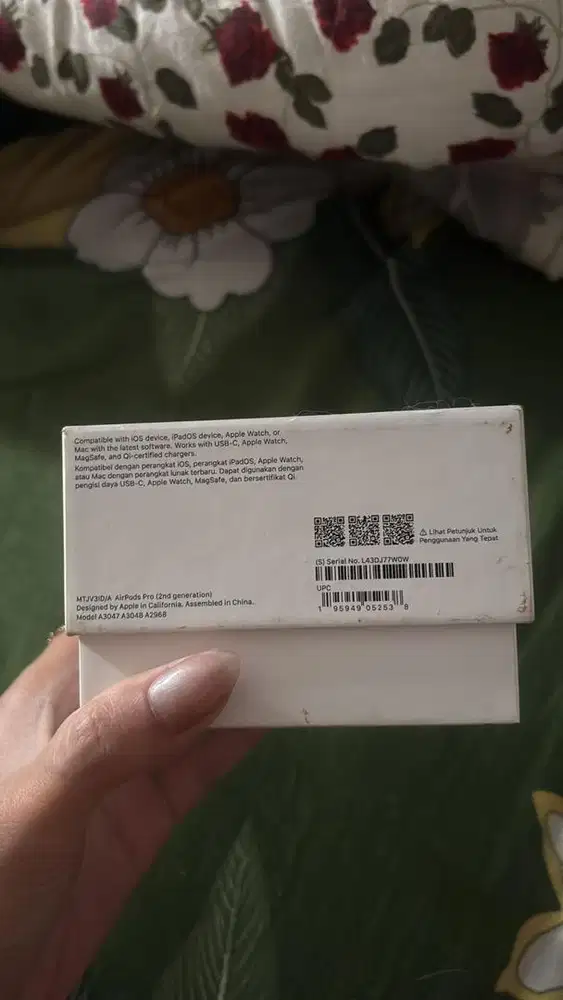 Compatible with iOS device, iPadOS device, Apple Watch, or
Mac with the latest software. Works with USB-C, Apple Watch,
MagSafe, and Qi-certified chargers.
Kompatibel dengan perangkat iOS, perangkat iPadOS, Apple Watch,
atau Mac dengan perangkat lunak terbaru. Dapat digunakan dengan
pengisi daya USB-C, Apple Watch, MagSafe, dan bersertifikat Qi.
⚠ Lihat Petunjuk Untuk
Penggunaan Yang Tepat
(S) Serial No. L43DJ77W0W
UPC
1 95949 05253 8
MTJV3ID/A AirPods Pro (2nd generation)
Designed by Apple in California. Assembled in China.
Model A3047 A3048 A2968